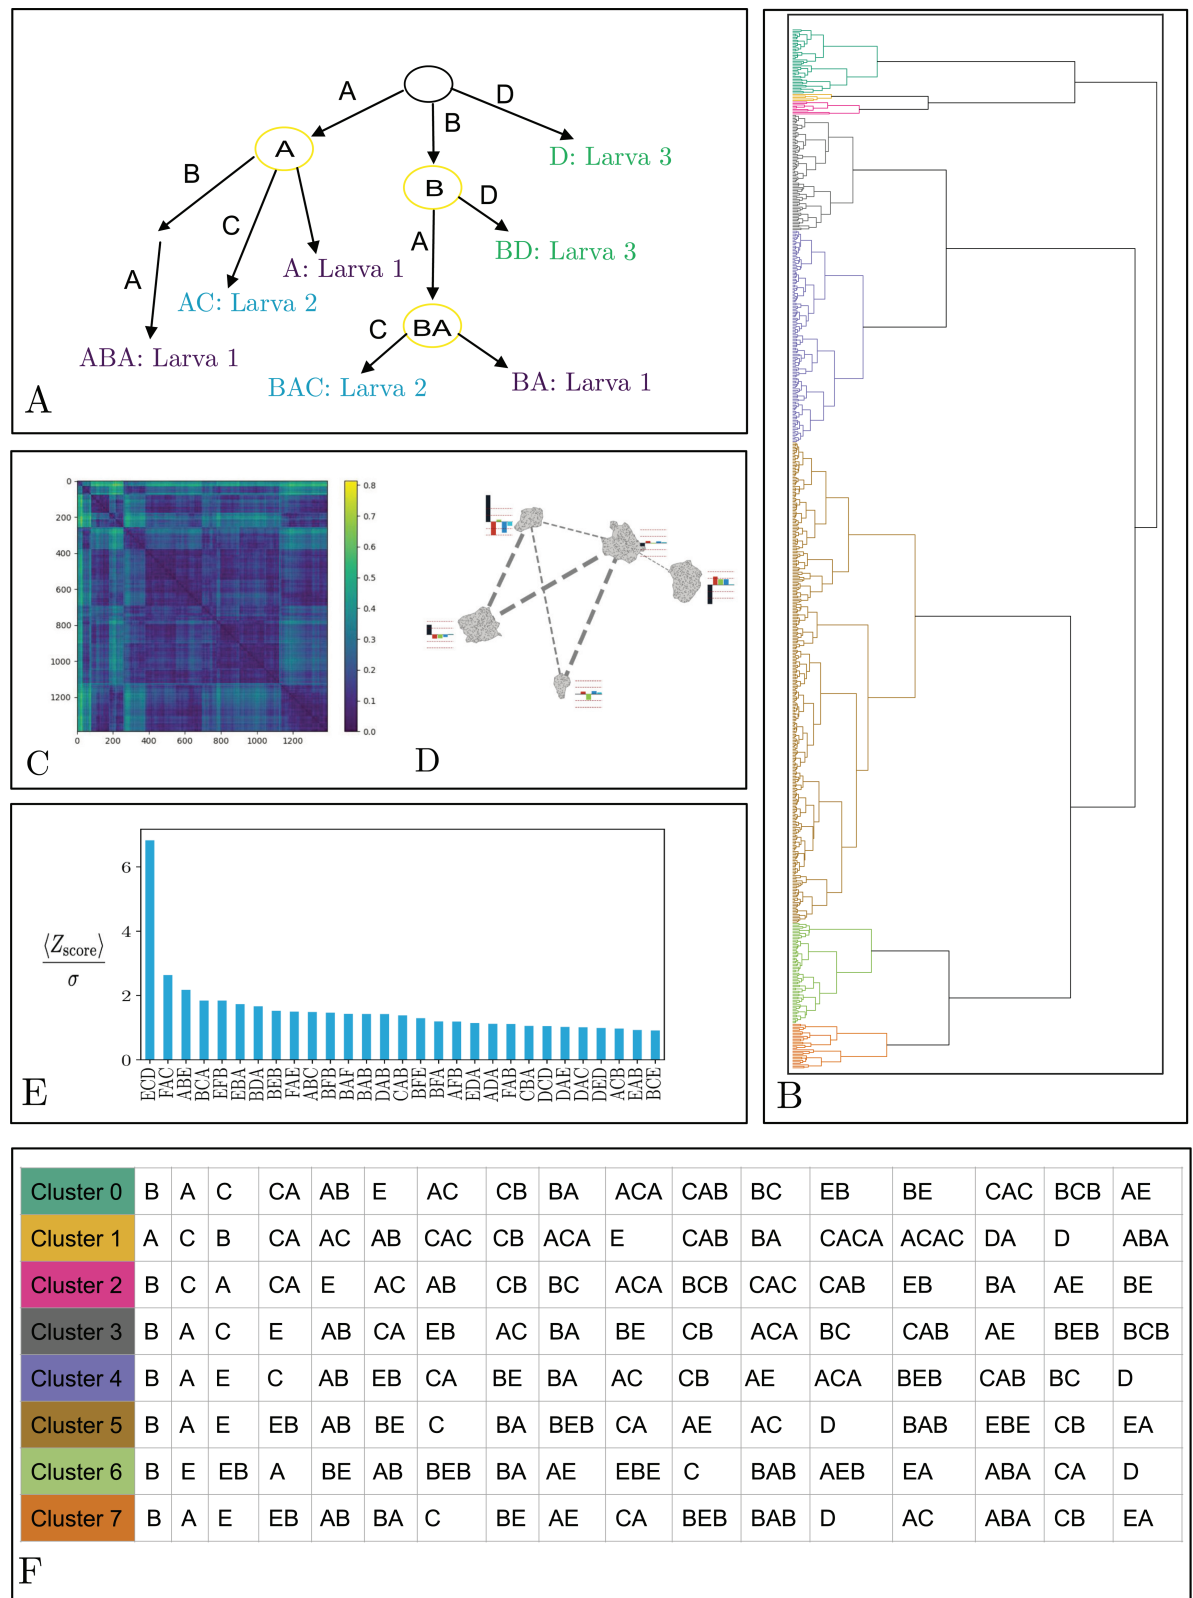 A
B
D
A
B
C
D: Larva 3
B
D
A
A: Larva 1
BD: Larva 3
A
AC: Larva 2
C
BA
ABA: Larva 1
BAC: Larva 2
BA: Larva 1
A
B
0
200
400
600
800
1000
1200
0 200 400 600 800 1000 1200
0.8
0.7
0.6
0.5
0.4
0.3
0.2
0.1
0.0
C
D
6
4
2
0
⟨Zscore⟩
σ
ECD FAC ABE BCA EFB EBA BDA BEB FAE ABC BFB BAF BAB DAB CAB BFE BFA AFB EDA ADA FAB CBA DCD DAE DAC DED ACB EAB BCE
E
Cluster 0 B A C CA AB E AC CB BA ACA CAB BC EB BE CAC BCB AE
Cluster 1 A C B CA AC AB CAC CB ACA E CAB BA CACA ACAC DA D ABA
Cluster 2 B C A CA E AC AB CB BC ACA BCB CAC CAB EB BA AE BE
Cluster 3 B A C E AB CA EB AC BA BE CB ACA BC CAB AE BEB BCB
Cluster 4 B A E C AB EB CA BE BA AC CB AE ACA BEB CAB BC D
Cluster 5 B A E EB AB BE C BA BEB CA AE AC D BAB EBE CB EA
Cluster 6 B E EB A BE AB BEB BA AE EBE C BAB AEB EA ABA CA D
Cluster 7 B A E EB AB BA C BE AE CA BEB BAB D AC ABA CB EA
F